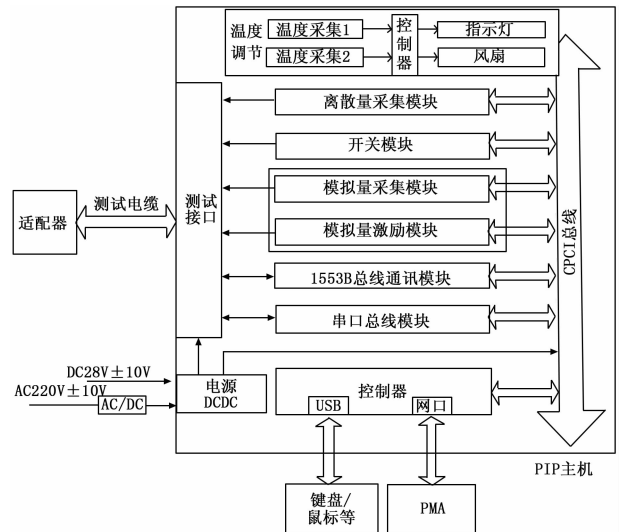 温度
调节
温度采集1
温度采集2
控
制
器
指示灯
风扇
离散量采集模块
开关模块
模拟量采集模块
模拟量激励模块
1553B总线通讯模块
串口总线模块
测试
接口
适配器
测试电缆
CPCI总线
DC28V±10V
AC220V±10V
AC/DC
电源
DCDC
控制器
USB
网口
PIP主机
键盘/
鼠标等
PMA